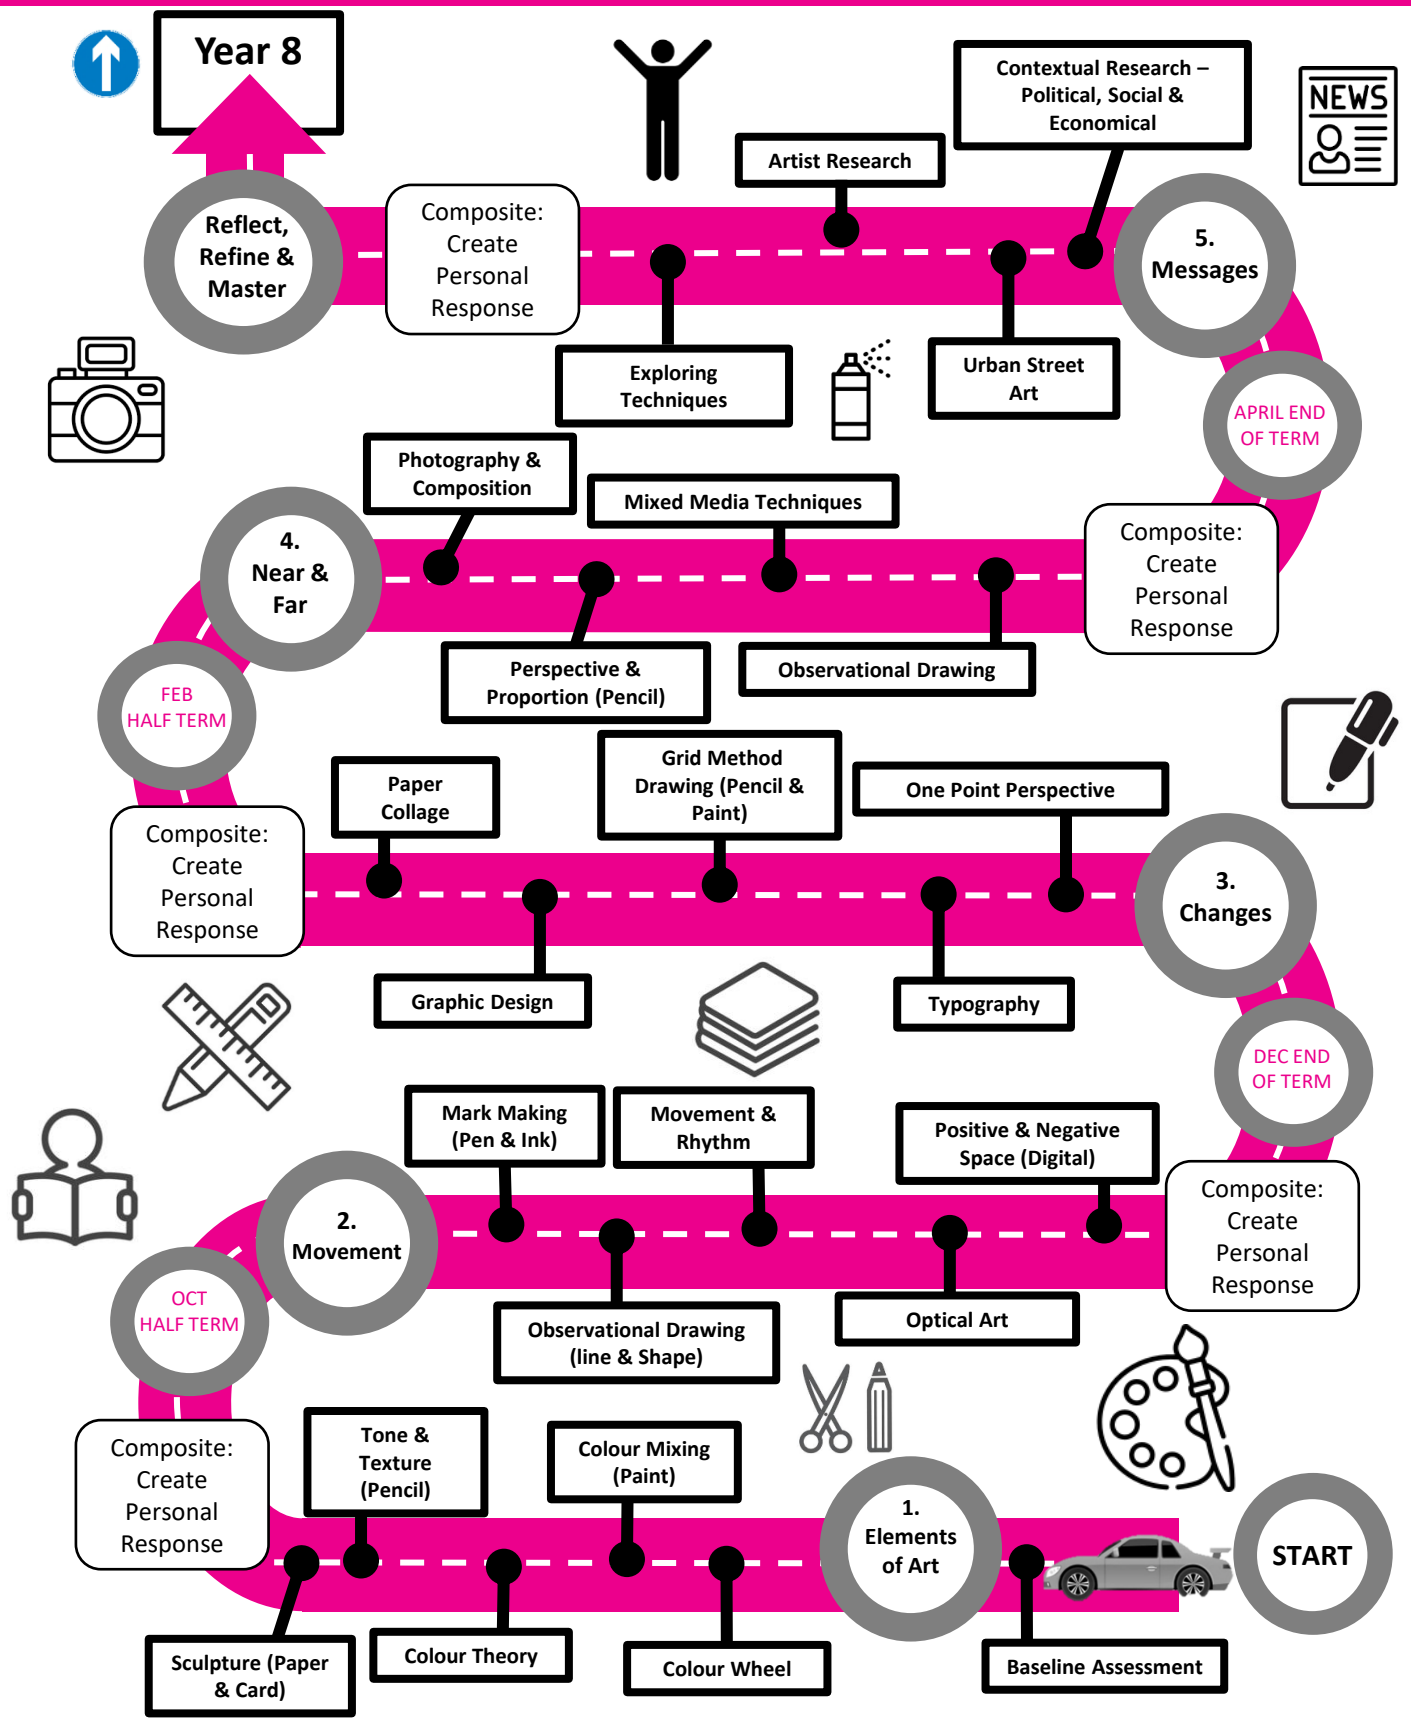 Year 8
Contextual Research –
Political, Social &
Economical
NEWS
Artist Research
Reflect,
Refine &
Master
Composite:
Create
Personal
Response
5.
Messages
Exploring
Techniques
Urban Street
Art
APRIL END
OF TERM
Photography &
Composition
Mixed Media Techniques
4.
Near &
Far
Composite:
Create
Personal
Response
Perspective &
Proportion (Pencil)
Observational Drawing
FEB
HALF TERM
Paper
Collage
Grid Method
Drawing (Pencil &
Paint)
One Point Perspective
Composite:
Create
Personal
Response
3.
Changes
Graphic Design
Typography
DEC END
OF TERM
Mark Making
(Pen & Ink)
Movement &
Rhythm
Positive & Negative
Space (Digital)
2.
Movement
Composite:
Create
Personal
Response
OCT
HALF TERM
Observational Drawing
(line & Shape)
Optical Art
Composite:
Create
Personal
Response
Tone &
Texture
(Pencil)
Colour Mixing
(Paint)
1.
Elements
of Art
START
Sculpture (Paper
& Card)
Colour Theory
Colour Wheel
Baseline Assessment